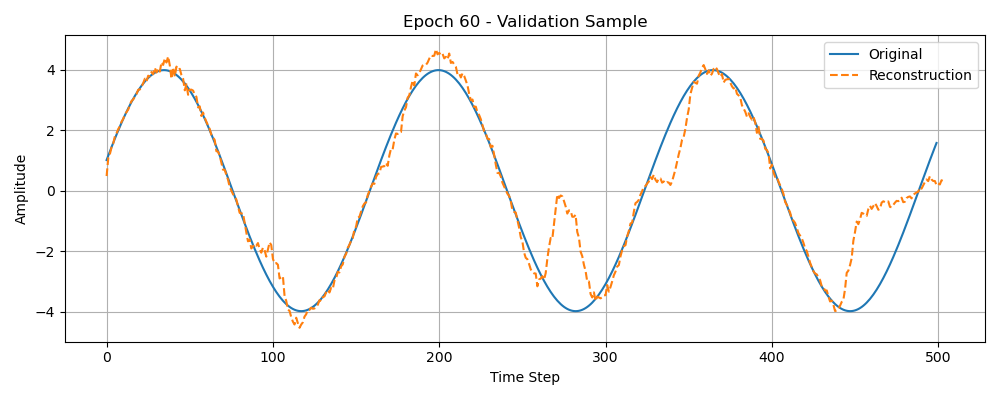 Epoch 60 - Validation Sample
Original
Reconstruction
Amplitude
4
2
0
−2
−4
0 100 200 300 400 500
Time Step